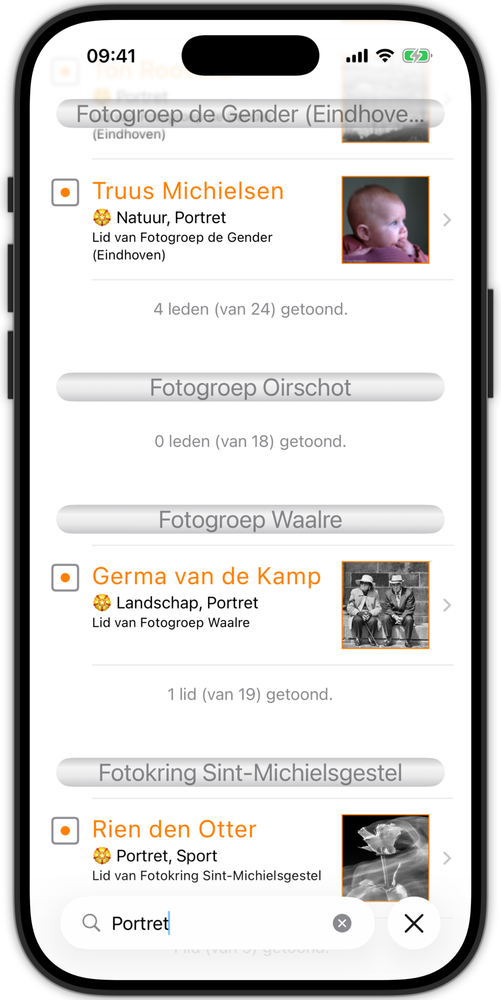 09:41
Portret
Fotogroep de Gender (Eindhove...
(Eindhoven)
Truus Michielsen
Natuur, Portret
Lid van Fotogroep de Gender
(Eindhoven)
4 leden (van 24) getoond.
Fotogroep Oirschot
0 leden (van 18) getoond.
Fotogroep Waalre
Germa van de Kamp
Landschap, Portret
Lid van Fotogroep Waalre
1 lid (van 19) getoond.
Fotokring Sint-Michielsgestel
Rien den Otter
Portret, Sport
Lid van Fotokring Sint-Michielsgestel
Portret